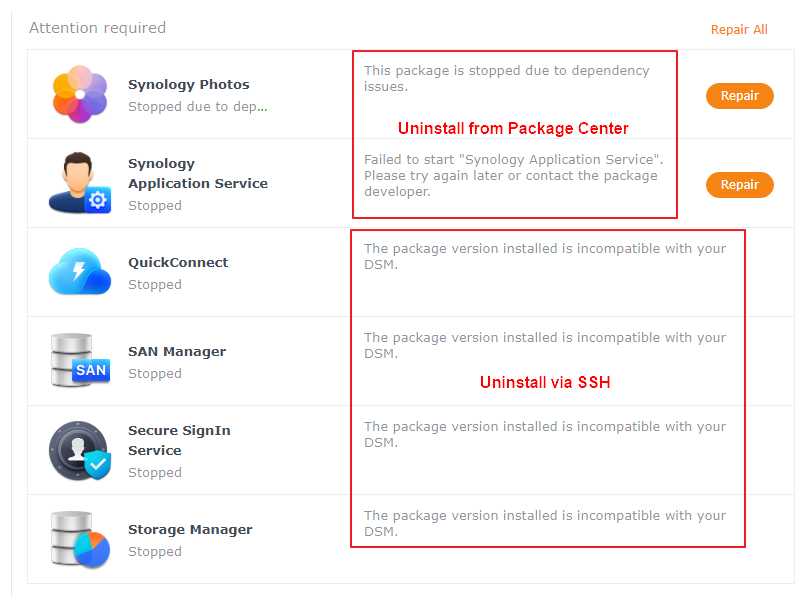 Attention required
Repair All
Synology Photos
Stopped due to dep...
This package is stopped due to dependency
issues.
Repair
Uninstall from Package Center
Synology
Application Service
Stopped
Failed to start "Synology Application Service".
Please try again later or contact the package
developer.
Repair
QuickConnect
Stopped
The package version installed is incompatible with your
DSM.
SAN
SAN Manager
Stopped
The package version installed is incompatible with your
DSM.
Uninstall via SSH
Secure SignIn
Service
Stopped
The package version installed is incompatible with your
DSM.
Storage Manager
Stopped
The package version installed is incompatible with your
DSM.